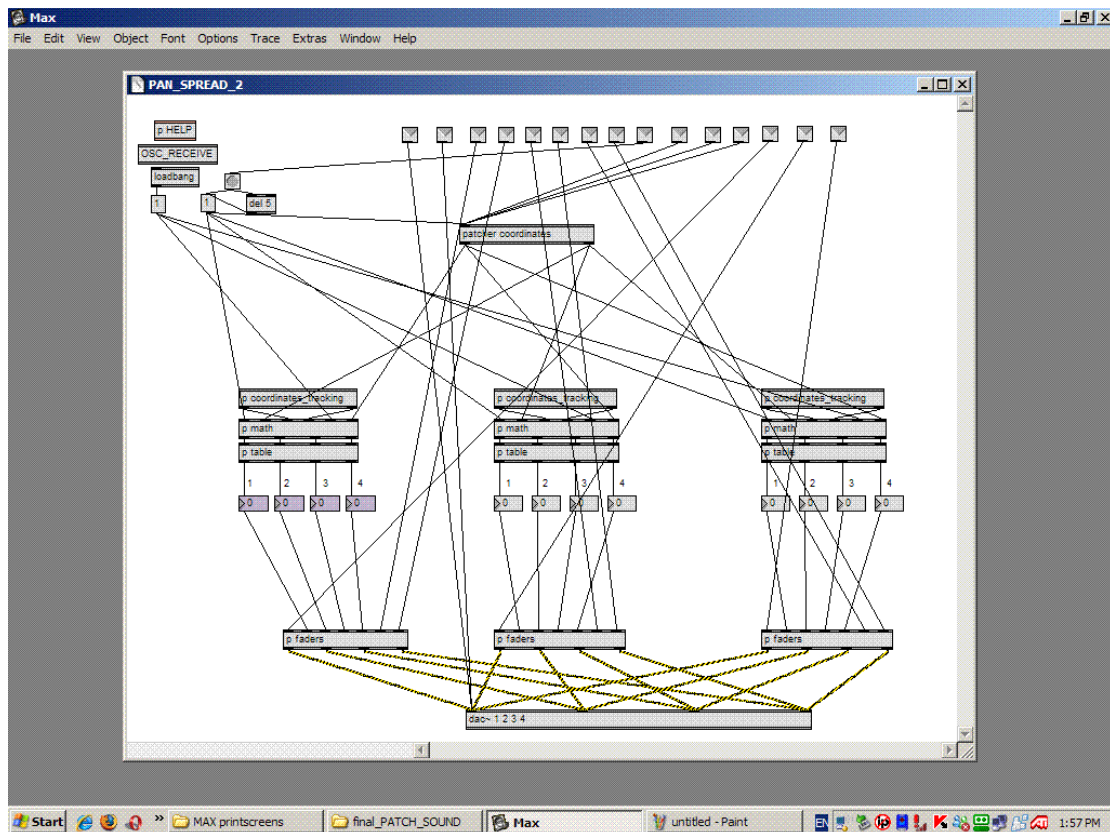 Max
File Edit View Object Font Options Trace Extras Window Help
PAN_SPREAD_2
p HELP
OSC_RECEIVE
loadbang
1 1 del 5
patcher coordinates
p coordinates_tracking p coordinates_tracking p coordinates_tracking
p math p math p math
p table p table p table
1 2 3 4 1 2 3 4 1 2 3 4
0 0 0 0 0 0 0 0 0 0 0 0
p faders p faders p faders
dac~ 1 2 3 4
Start » MAX printscreens final_PATCH_SOUND Max untitled - Paint EN 1:57 PM